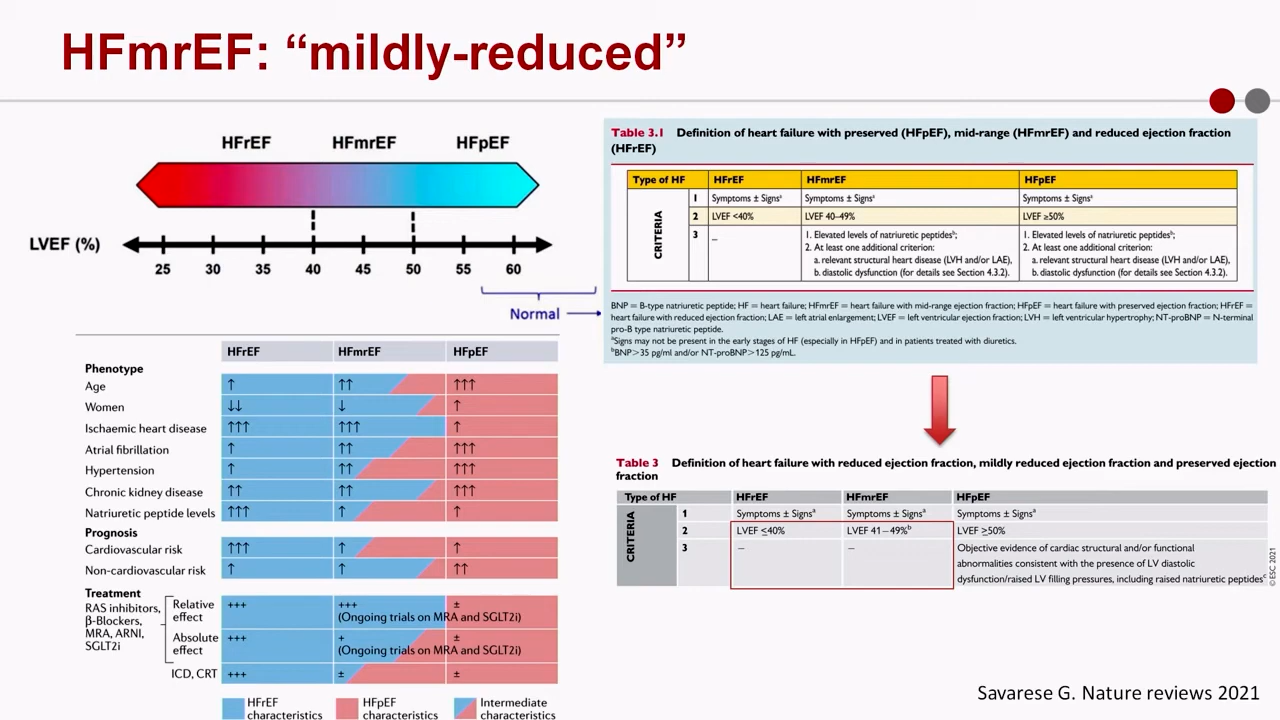 HFmrEF: “mildly-reduced”
HFrEF HFmrEF HFpEF
LVEF (%)
25 30 35 40 45 50 55 60
Normal
HFrEF HFmrEF HFpEF
Phenotype
Age ↑ ↑↑ ↑↑↑
Women ↓↓ ↓ ↑
Ischaemic heart disease ↑↑↑ ↑↑↑ ↑
Atrial fibrillation ↑ ↑↑ ↑↑↑
Hypertension ↑ ↑↑ ↑↑↑
Chronic kidney disease ↑↑ ↑↑ ↑↑↑
Natriuretic peptide levels ↑↑↑ ↑ ↑
Prognosis
Cardiovascular risk ↑↑↑ ↑ ↑
Non-cardiovascular risk ↑ ↑ ↑↑
Treatment
RAS inhibitors,
β-Blockers,
MRA, ARNI,
SGLT2i
Relative
effect
+++ +++ ±
(Ongoing trials on MRA and SGLT2i)
Absolute
effect
+++ + ±
(Ongoing trials on MRA and SGLT2i)
ICD, CRT +++ ± ±
HFrEF
characteristics
HFpEF
characteristics
Intermediate
characteristics
Table 3.1 Definition of heart failure with preserved (HFpEF), mid-range (HFmrEF) and reduced ejection fraction
(HFrEF)
Type of HF HFrEF HFmrEF HFpEF
CRITERIA
1 Symptoms ± Signsᵃ Symptoms ± Signsᵃ Symptoms ± Signsᵃ
2 LVEF <40% LVEF 40–49% LVEF ≥50%
3 – 1. Elevated levels of natriuretic peptidesᵇ; 1. Elevated levels of natriuretic peptidesᵇ;
2. At least one additional criterion: 2. At least one additional criterion:
a. relevant structural heart disease (LVH and/or LAE), a. relevant structural heart disease (LVH and/or LAE),
b. diastolic dysfunction (for details see Section 4.3.2). b. diastolic dysfunction (for details see Section 4.3.2).
BNP = B-type natriuretic peptide; HF = heart failure; HFmrEF = heart failure with mid-range ejection fraction; HFpEF = heart failure with preserved ejection fraction; HFrEF =
heart failure with reduced ejection fraction; LAE = left atrial enlargement; LVEF = left ventricular ejection fraction; LVH = left ventricular hypertrophy; NT-proBNP = N-terminal
pro-B type natriuretic peptide.
ᵃSigns may not be present in the early stages of HF (especially in HFpEF) and in patients treated with diuretics.
ᵇBNP>35 pg/ml and/or NT-proBNP>125 pg/mL.
Table 3 Definition of heart failure with reduced ejection fraction, mildly reduced ejection fraction and preserved ejection
fraction
Type of HF HFrEF HFmrEF HFpEF
CRITERIA
1 Symptoms ± Signsᵃ Symptoms ± Signsᵃ Symptoms ± Signsᵃ
2 LVEF ≤40% LVEF 41–49%ᵇ LVEF ≥50%
3 – – Objective evidence of cardiac structural and/or functional
abnormalities consistent with the presence of LV diastolic
dysfunction/raised LV filling pressures, including raised natriuretic peptidesᶜ
© ESC 2021
Savarese G. Nature reviews 2021